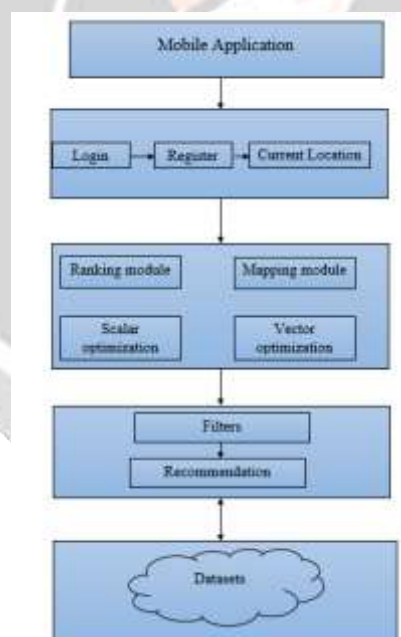 Mobile Application
Login Register Current Location
Ranking module Mapping module
Scalar optimization Vector optimization
Filters
Recommendation
Datasets